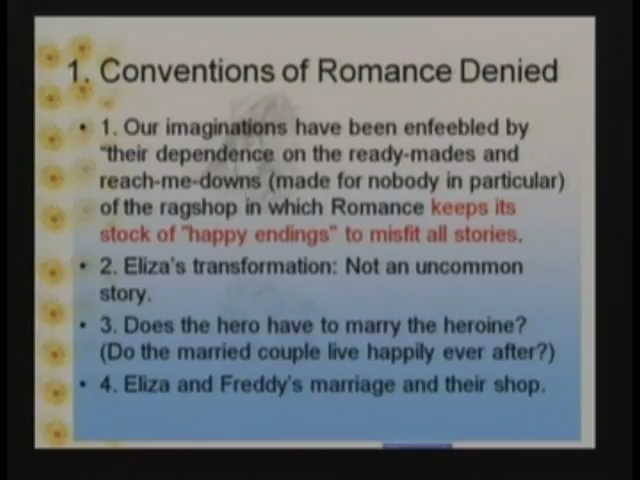 1. Conventions of Romance Denied
• 1. Our imaginations have been enfeebled by
"their dependence on the ready-mades and
reach-me-downs (made for nobody in particular)
of the ragshop in which Romance keeps its
stock of "happy endings" to misfit all stories.
• 2. Eliza's transformation: Not an uncommon
story.
• 3. Does the hero have to marry the heroine?
(Do the married couple live happily ever after?)
• 4. Eliza and Freddy's marriage and their shop.